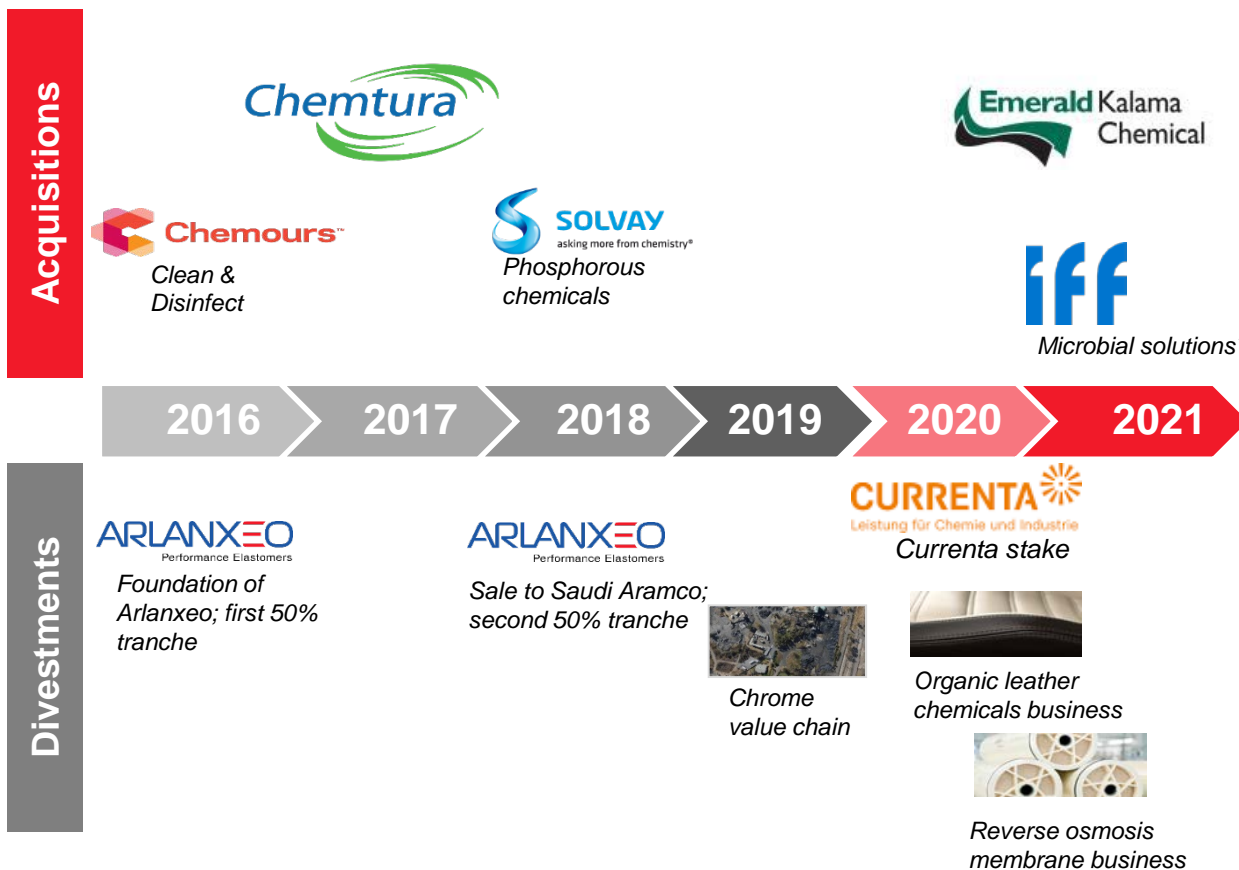 Acquisitions
Chemtura
Emerald Kalama
Chemical
Chemours™
Clean &
Disinfect
SOLVAY
asking more from chemistry®
Phosphorous
chemicals
iff
Microbial solutions
2016
2017
2018
2019
2020
2021
Divestments
ARLANXEO
Performance Elastomers
Foundation of
Arlanxeo; first 50%
tranche
ARLANXEO
Performance Elastomers
Sale to Saudi Aramco;
second 50% tranche
Chrome
value chain
CURRENTA
Leistung für Chemie und Industrie
Currenta stake
Organic leather
chemicals business
Reverse osmosis
membrane business